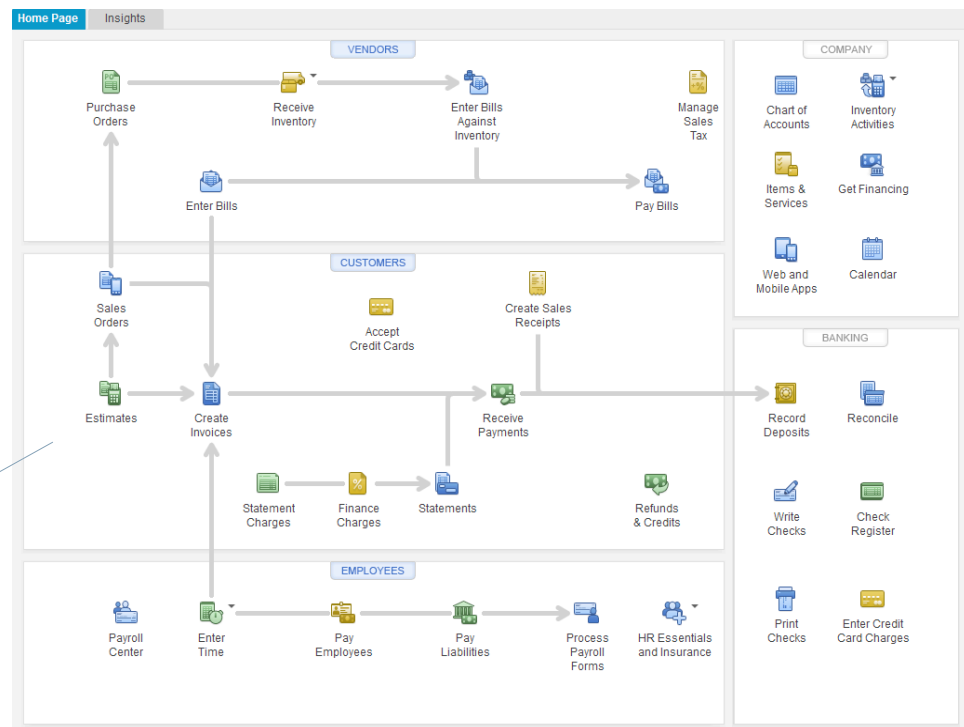 Home Page
Insights
VENDORS
Purchase
Orders
Receive
Inventory
Enter Bills
Against
Inventory
Manage
Sales
Tax
Enter Bills
Pay Bills
CUSTOMERS
Sales
Orders
Accept
Credit Cards
Create Sales
Receipts
Estimates
Create
Invoices
Receive
Payments
Statement
Charges
Finance
Charges
Statements
Refunds
& Credits
EMPLOYEES
Payroll
Center
Enter
Time
Pay
Employees
Pay
Liabilities
Process
Payroll
Forms
HR Essentials
and Insurance
COMPANY
Chart of
Accounts
Inventory
Activities
Items &
Services
Get Financing
Web and
Mobile Apps
Calendar
BANKING
Record
Deposits
Reconcile
Write
Checks
Check
Register
Print
Checks
Enter Credit
Card Charges